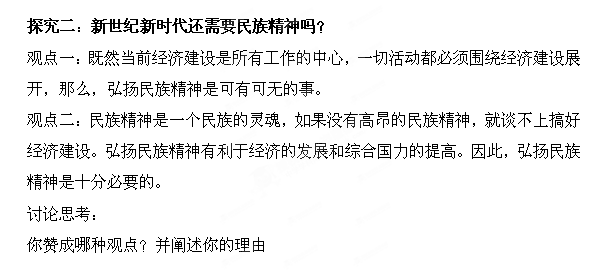 探究二：新世纪新时代还需要民族精神吗？
观点一：既然当前经济建设是所有工作的中心，一切活动都必须围绕经济建设展
开，那么，弘扬民族精神是可有可无的事。
观点二：民族精神是一个民族的灵魂，如果没有高昂的民族精神，就谈不上搞好
经济建设。弘扬民族精神有利于经济的发展和综合国力的提高。因此，弘扬民族
精神是十分必要的。
讨论思考：
你赞成哪种观点？并阐述你的理由